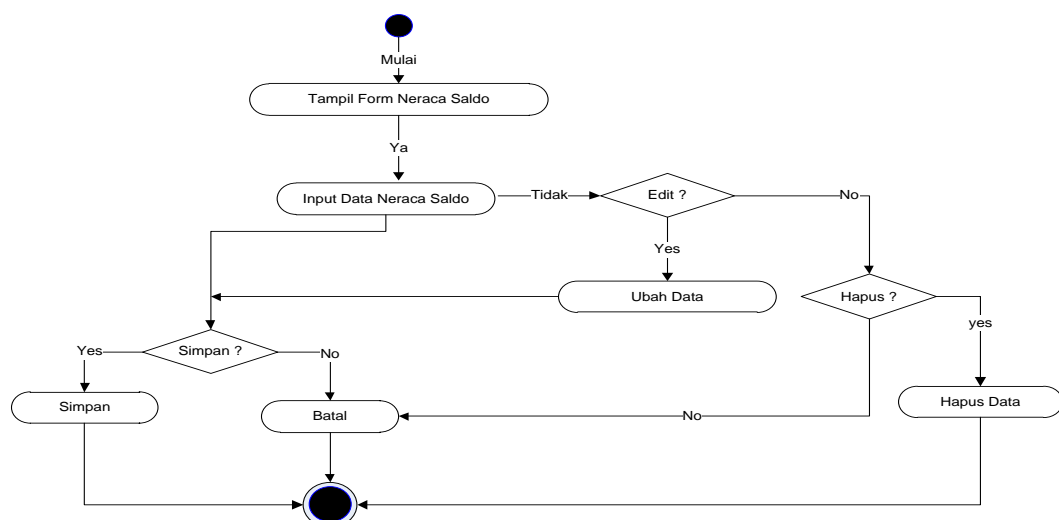 Mulai
Tampil Form Neraca Saldo
Ya
Input Data Neraca Saldo
Tidak
Edit ?
No
Yes
Ubah Data
Hapus ?
yes
Simpan ?
Yes
No
Simpan
Batal
No
Hapus Data